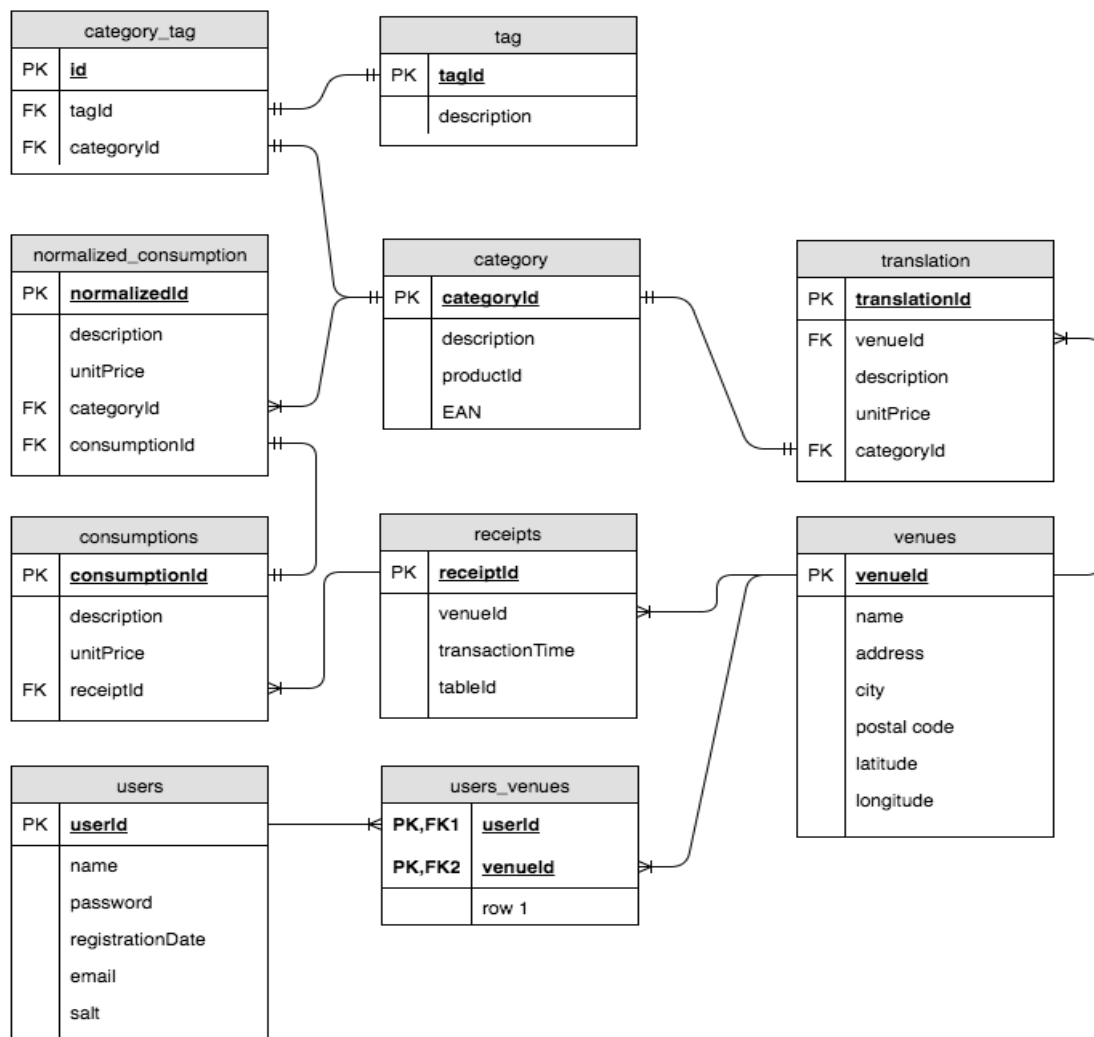 category_tag
PK id
FK tagId
FK categoryId
tag
PK tagId
description
normalized_consumption
PK normalizedId
description
unitPrice
FK categoryId
FK consumptionId
category
PK categoryId
description
productId
EAN
translation
PK translationId
FK venueId
description
unitPrice
FK categoryId
consumptions
PK consumptionId
description
unitPrice
FK receiptId
receipts
PK receiptId
venueId
transactionTime
tableId
venues
PK venueId
name
address
city
postal code
latitude
longitude
users
PK userId
name
password
registrationDate
email
salt
users_venues
PK,FK1 userId
PK,FK2 venueId
row 1